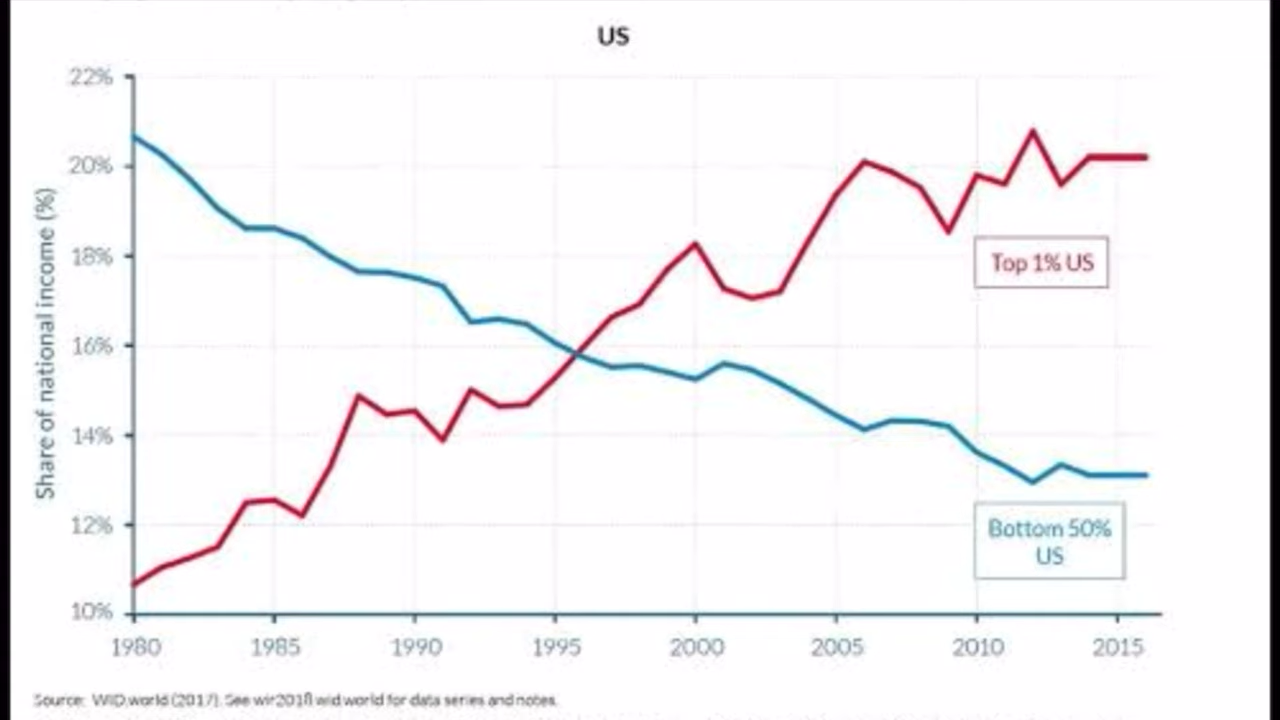 US
22%
20%
18%
16%
14%
12%
10%
Share of national income (%)
Top 1% US
Bottom 50%
US
1980 1985 1990 1995 2000 2005 2010 2015
Source: WID.world (2017). See wir2018.wid.world for data series and notes.